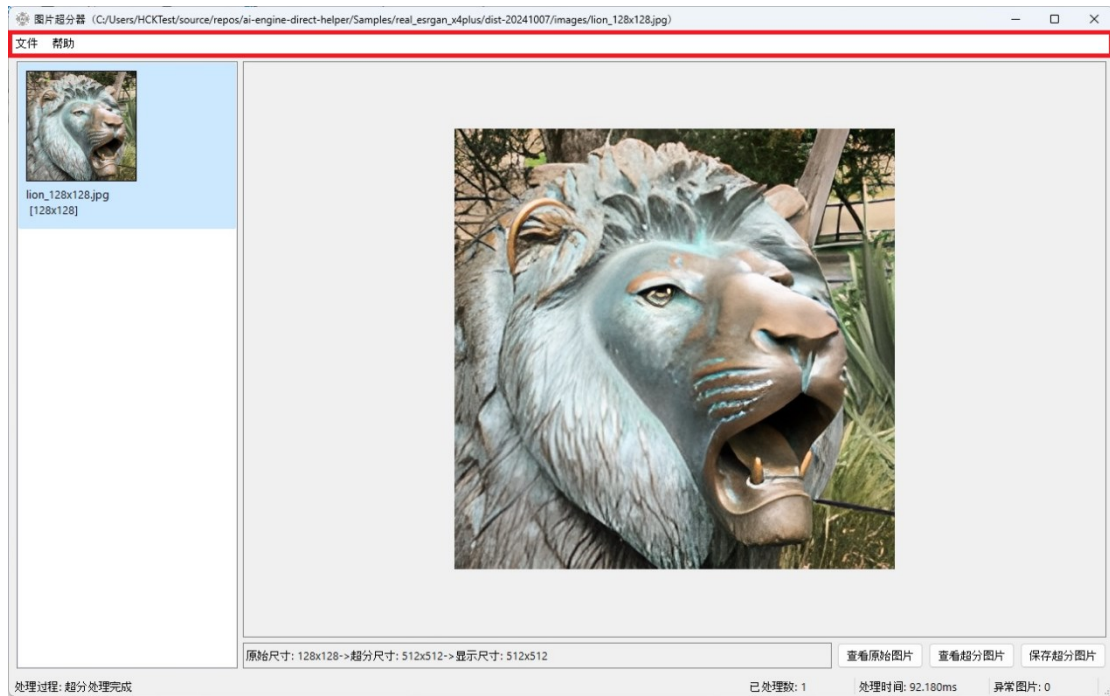 图片超分器（C:/Users/HCKTest/source/repos/ai-engine-direct-helper/Samples/real_esrgan_x4plus/dist-20241007/images/lion_128x128.jpg）
文件 帮助
lion_128x128.jpg
[128x128]
原始尺寸: 128x128->超分尺寸: 512x512->显示尺寸: 512x512
查看原始图片 查看超分图片 保存超分图片
处理过程: 超分处理完成 已处理数: 1 处理时间: 92.180ms 异常图片: 0